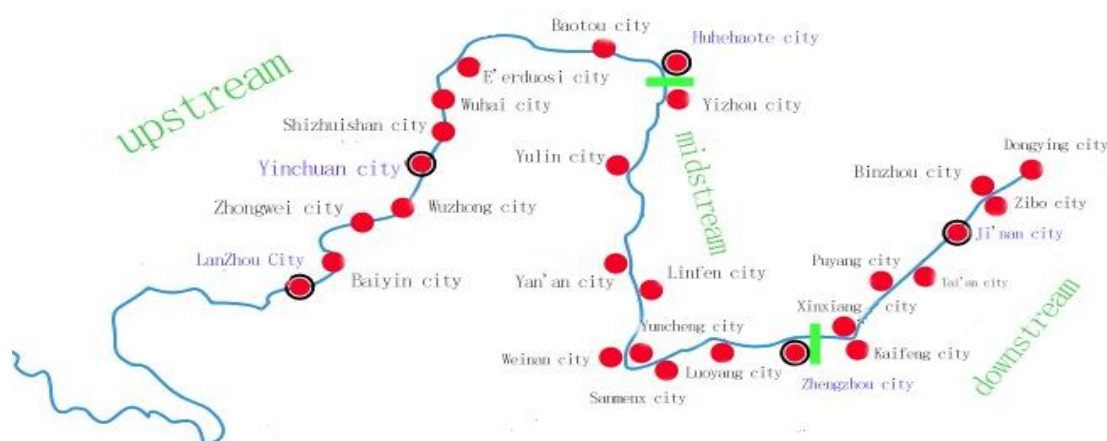 Baotou city
Huhehaote city
E'erduosi city
Wuhai city
Yizhou city
upstream
Shizhuishan city
midstream
Yulin city
Yinchuan city
Dongying city
Binzhou city
Zibo city
Zhongwei city
Wuzhong city
Ji'nan city
LanZhou City
Baiyin city
Yan'an city
Linfen city
Puyang city
Tai'an city
Xinxiang city
downstream
Yuncheng city
Weinan city
Luoyang city
Kaifeng city
Zhengzhou city
Sanmenx city